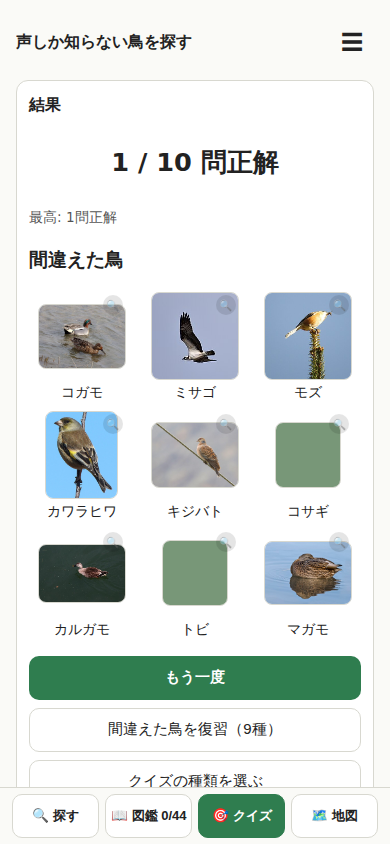 声しか知らない鳥を探す
結果
1 / 10 問正解
最高: 1問正解
間違えた鳥
コガモ
ミサゴ
モズ
カワラヒワ
キジバト
コサギ
カルガモ
トビ
マガモ
もう一度
間違えた鳥を復習（9種）
クイズの種類を選ぶ
探す
図鑑 0/44
クイズ
地図